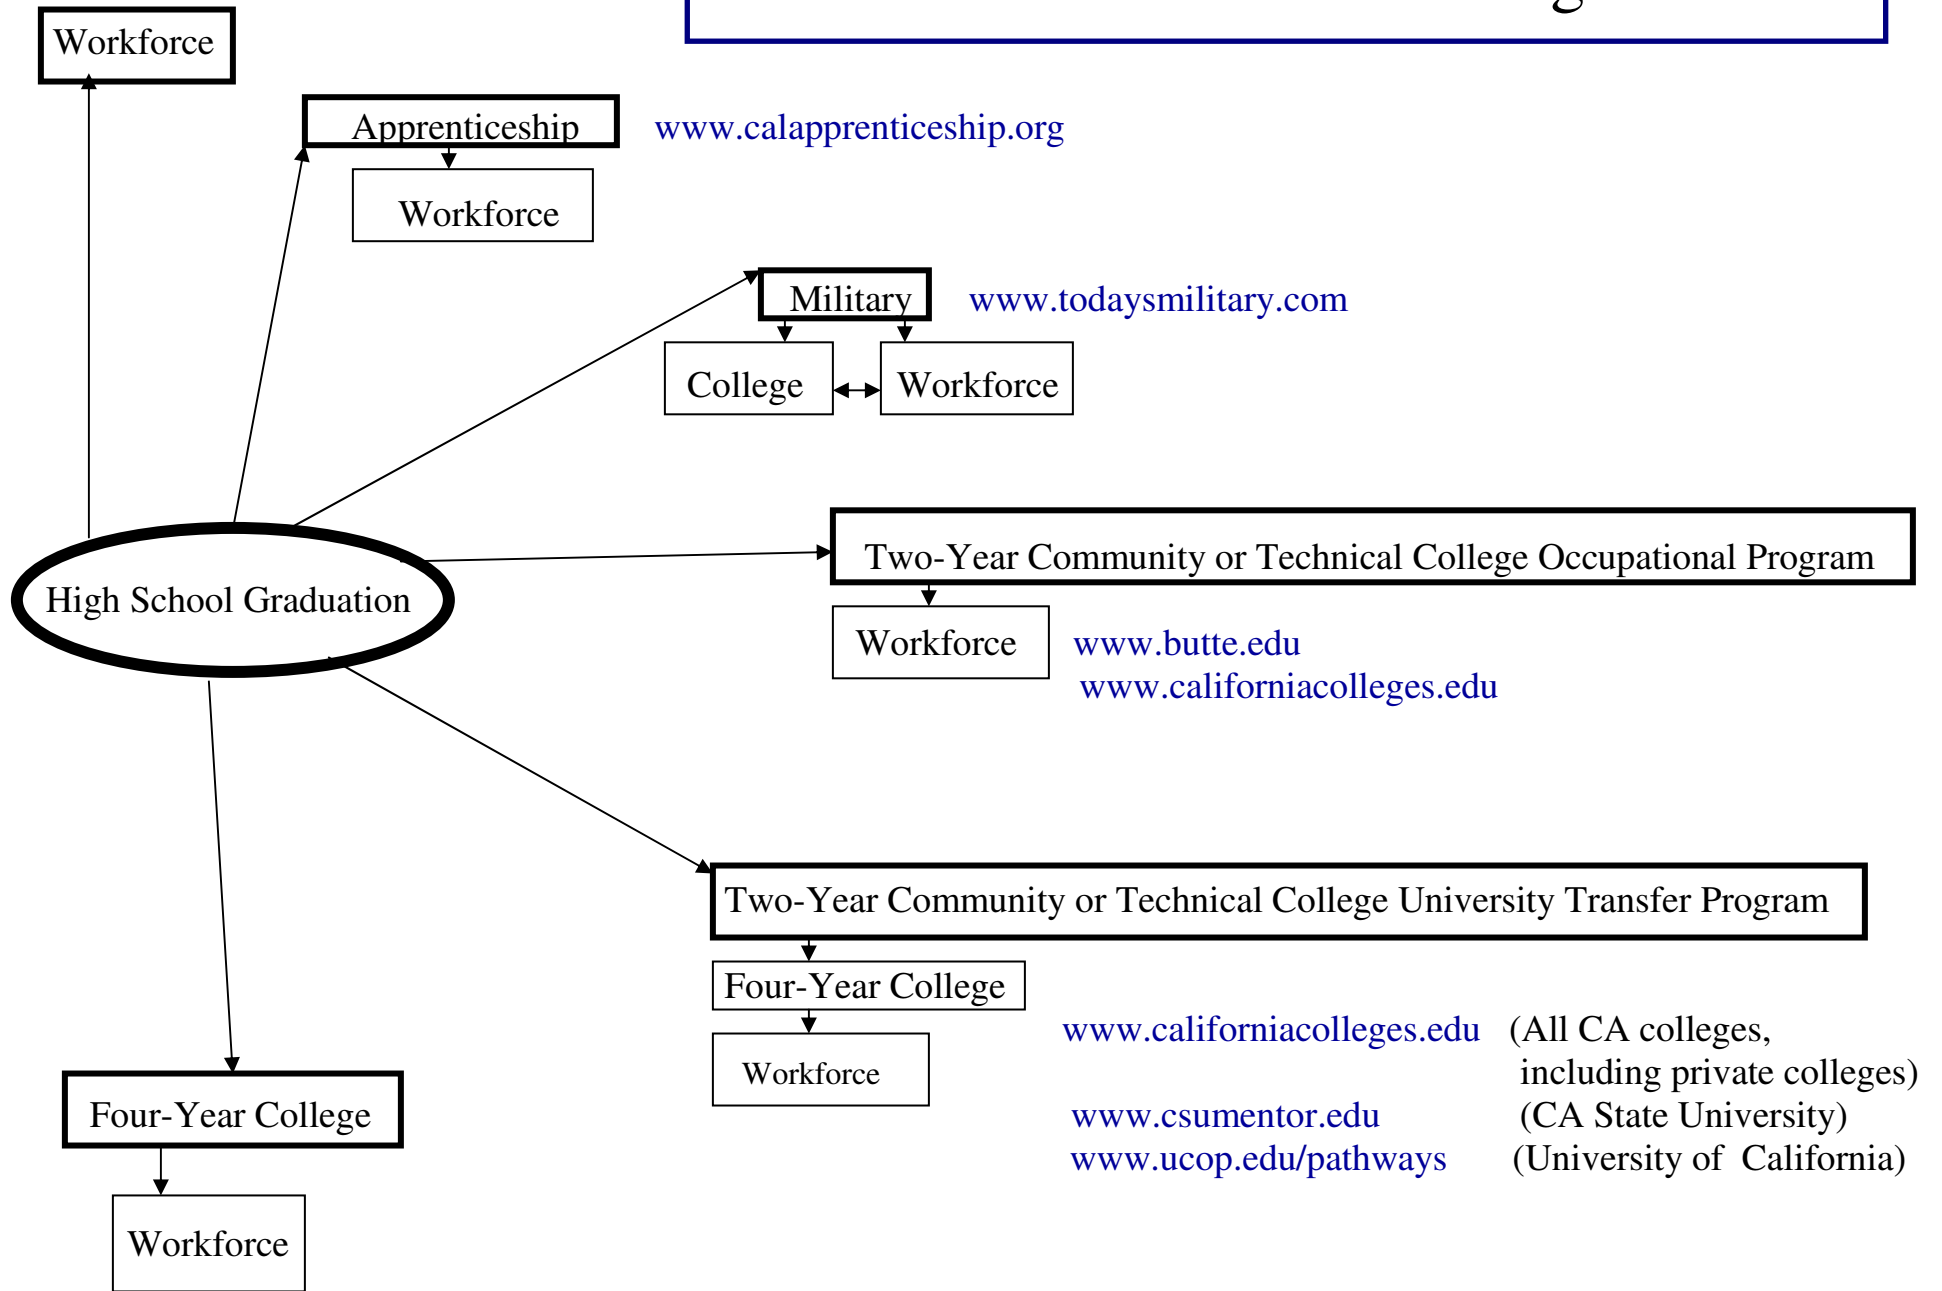 Workforce
Apprenticeship www.calapprenticeship.org
Workforce
Military www.todaysmilitary.com
College Workforce
Two-Year Community or Technical College Occupational Program
High School Graduation
Workforce www.butte.edu
www.californiacolleges.edu
Two-Year Community or Technical College University Transfer Program
Four-Year College
www.californiacolleges.edu (All CA colleges,
Workforce including private colleges)
Four-Year College www.csumentor.edu (CA State University)
www.ucop.edu/pathways (University of California)
Workforce